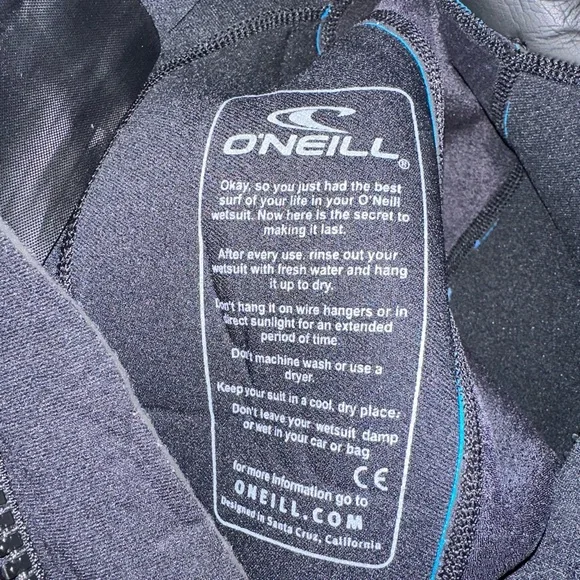 O'NEILL®
Okay, so you just had the best
surf of your life in your O'Neill
wetsuit. Now here is the secret to
making it last.
After every use, rinse out your
wetsuit with fresh water and hang
it up to dry.
Don't hang it on wire hangers or in
direct sunlight for an extended
period of time.
Don't machine wash or use a
dryer.
Keep your suit in a cool, dry place.
Don't leave your wetsuit damp
or wet in your car or bag
for more information go to
CE
ONEILL.COM
Designed in Santa Cruz, California